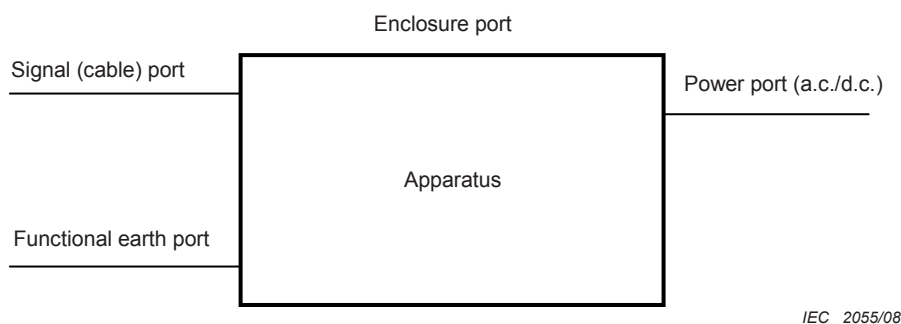 Enclosure port
Signal (cable) port
Power port (a.c./d.c.)
Apparatus
Functional earth port
IEC 2055/08